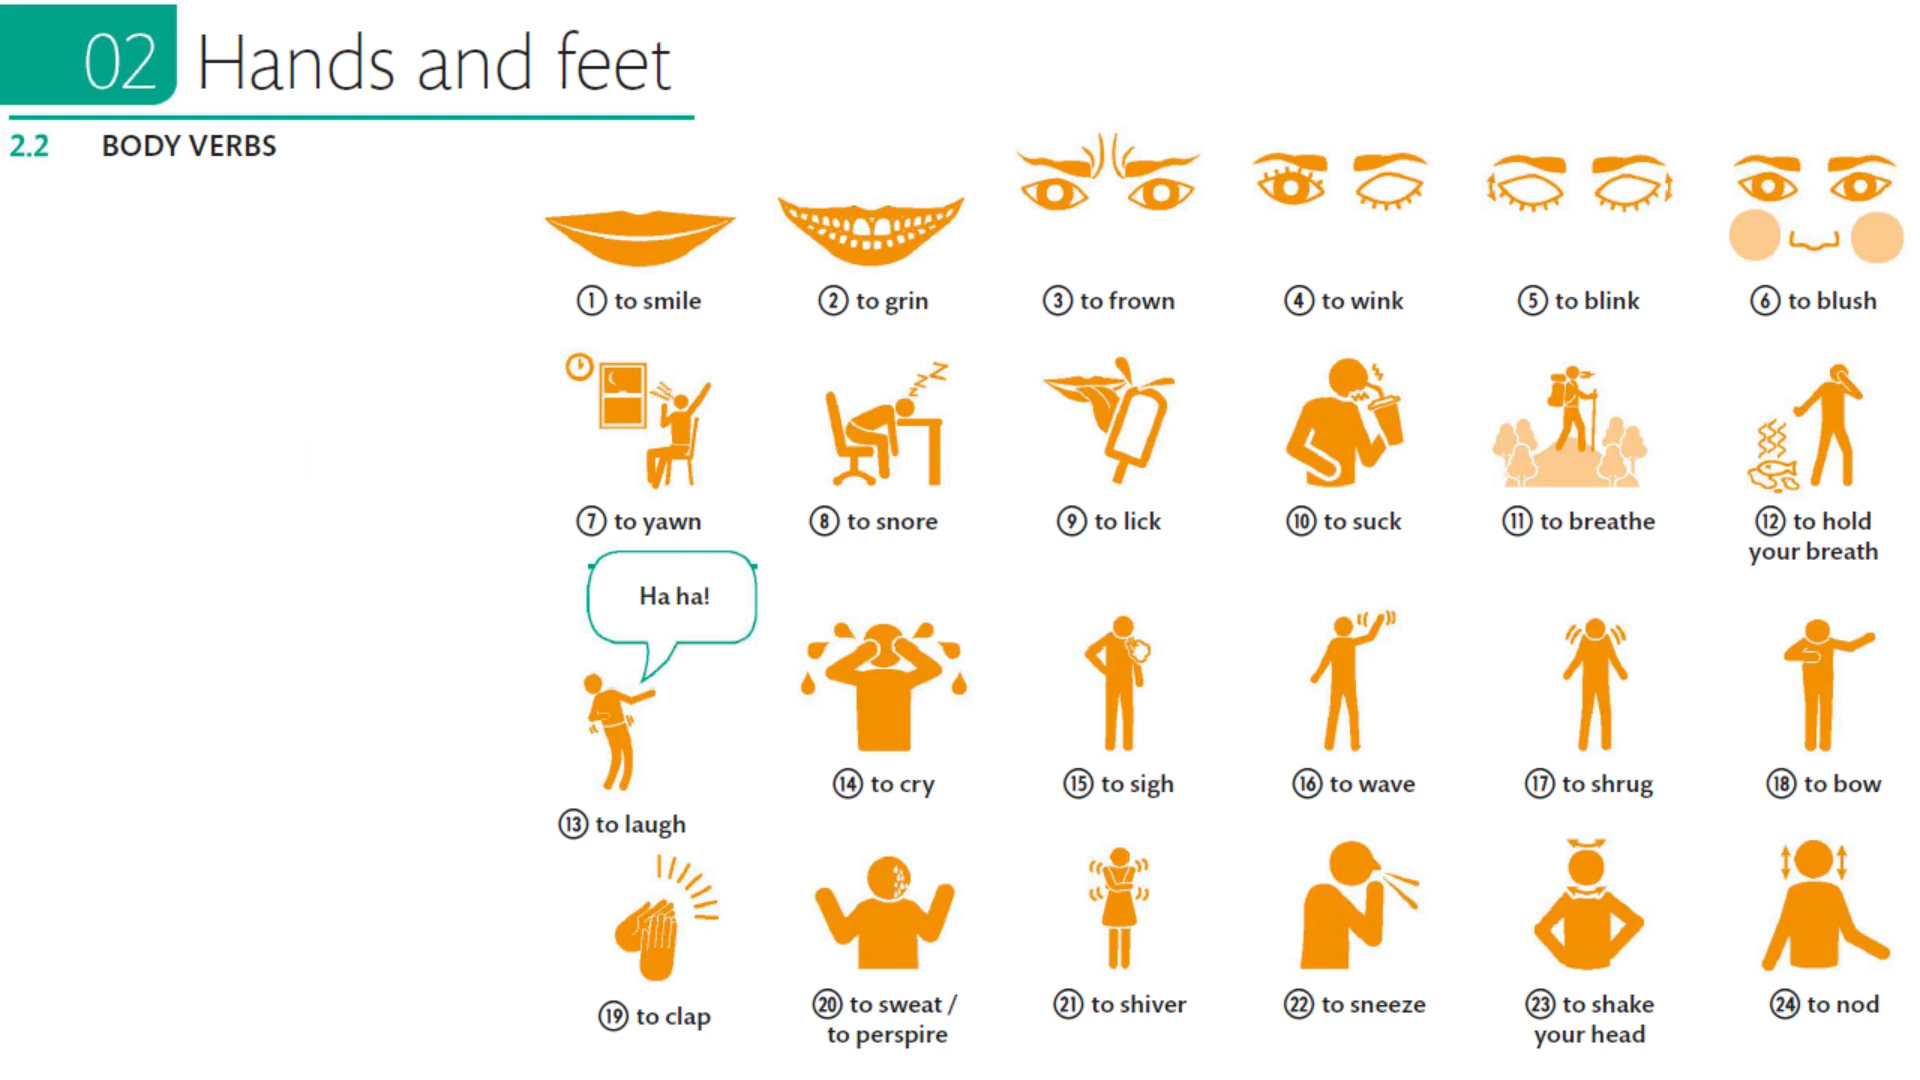 02 Hands and feet
2.2 BODY VERBS
1 to smile
2 to grin
3 to frown
4 to wink
5 to blink
6 to blush
7 to yawn
8 to snore
9 to lick
10 to suck
11 to breathe
12 to hold
your breath
Ha ha!
13 to laugh
14 to cry
15 to sigh
16 to wave
17 to shrug
18 to bow
19 to clap
20 to sweat /
to perspire
21 to shiver
22 to sneeze
23 to shake
your head
24 to nod